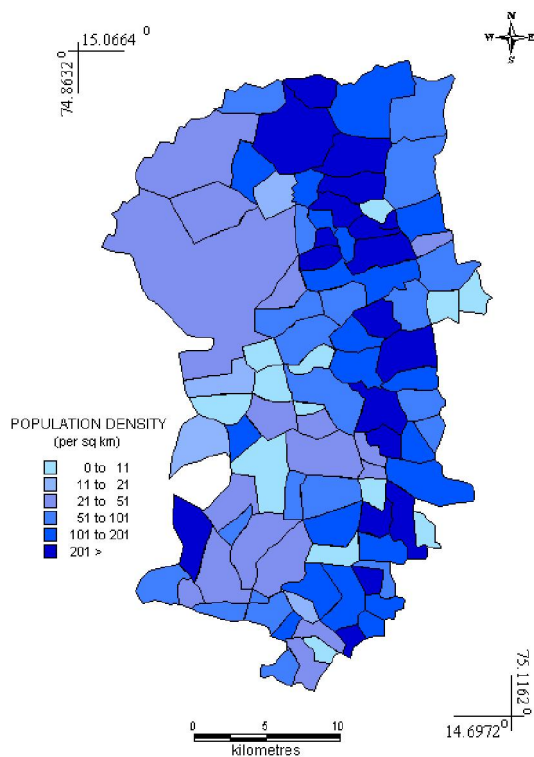 15.0664 0
74.8632 0
N
W E
S
POPULATION DENSITY
(per sq km)
0 to 11
11 to 21
21 to 51
51 to 101
101 to 201
201 >
75.1162 0
14.6972 0
0 5 10
kilometres